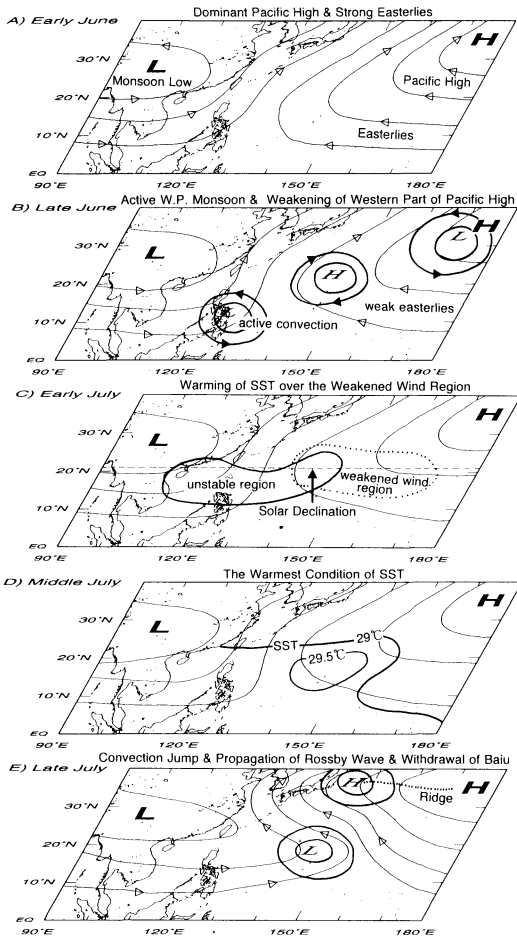 Dominant Pacific High & Strong Easterlies
A) Early June
H
30°N
L
Monsoon Low
Pacific High
20°N
Easterlies
10°N
EQ
90°E 120°E 150°E 180°E
Active W.P. Monsoon & Weakening of Western Part of Pacific High
B) Late June
H
L
30°N
L
H
20°N
weak easterlies
active convection
10°N
EQ
90°E 120°E 150°E 180°E
Warming of SST over the Weakened Wind Region
C) Early July
H
30°N
L
20°N
unstable region
weakened wind
region
Solar Declination
10°N
EQ
90°E 120°E 150°E 180°E
The Warmest Condition of SST
D) Middle July
H
30°N
L
SST 29℃
29.5℃
20°N
10°N
EQ
90°E 120°E 150°E 180°E
Convection Jump & Propagation of Rossby Wave & Withdrawal of Baiu
E) Late July
H
H
Ridge
30°N
L
20°N
L
10°N
EQ
90°E 120°E 150°E 180°E